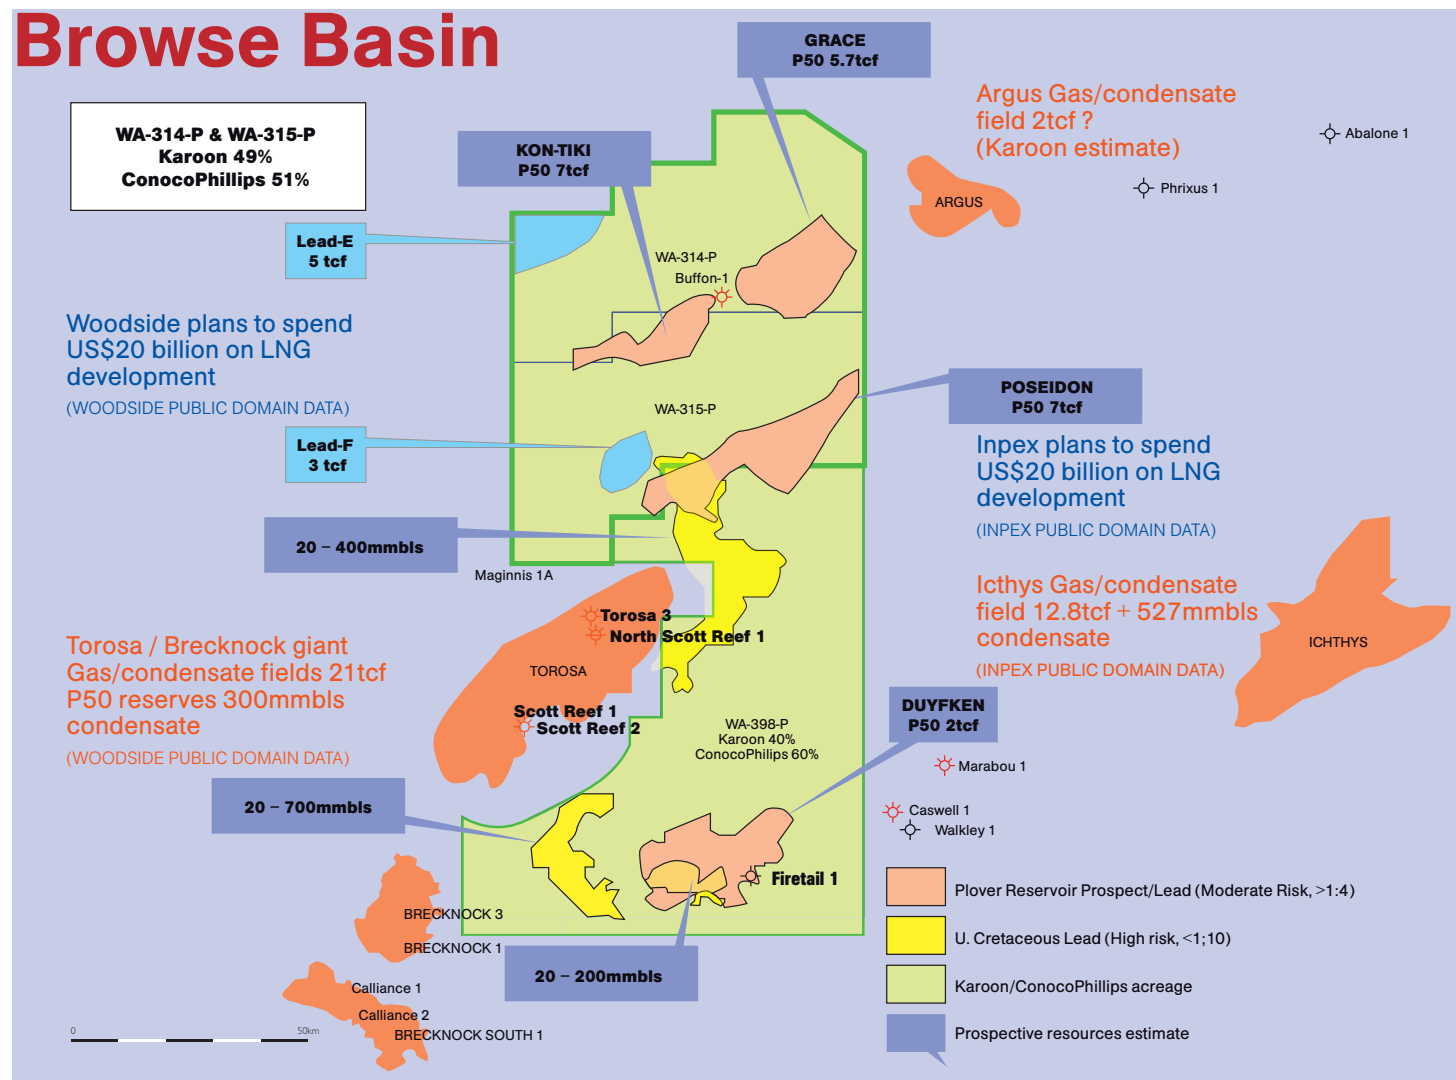 Browse Basin
GRACE
P50 5.7tcf
WA-314-P & WA-315-P
Karoon 49%
ConocoPhillips 51%
KON-TIKI
P50 7tcf
Argus Gas/condensate
field 2tcf ?
(Karoon estimate)
Abalone 1
Phrixus 1
ARGUS
Lead-E
5 tcf
WA-314-P
Buffon-1
Woodside plans to spend
US$20 billion on LNG
development
(WOODSIDE PUBLIC DOMAIN DATA)
POSEIDON
P50 7tcf
WA-315-P
Lead-F
3 tcf
Inpex plans to spend
US$20 billion on LNG
development
(INPEX PUBLIC DOMAIN DATA)
20 – 400mmbls
Maginnis 1A
Icthys Gas/condensate
field 12.8tcf + 527mmbls
condensate
(INPEX PUBLIC DOMAIN DATA)
ICHTHYS
Torosa 3
North Scott Reef 1
TOROSA
Torosa / Brecknock giant
Gas/condensate fields 21tcf
P50 reserves 300mmbls
condensate
(WOODSIDE PUBLIC DOMAIN DATA)
Scott Reef 1
Scott Reef 2
DUYFKEN
P50 2tcf
WA-398-P
Karoon 40%
ConocoPhilips 60%
Marabou 1
20 – 700mmbls
Caswell 1
Walkley 1
Firetail 1
Plover Reservoir Prospect/Lead (Moderate Risk, >1:4)
BRECKNOCK 3
U. Cretaceous Lead (High risk, <1;10)
BRECKNOCK 1
20 – 200mmbls
Calliance 1
Karoon/ConocoPhillips acreage
Calliance 2
BRECKNOCK SOUTH 1
Prospective resources estimate
0
50km